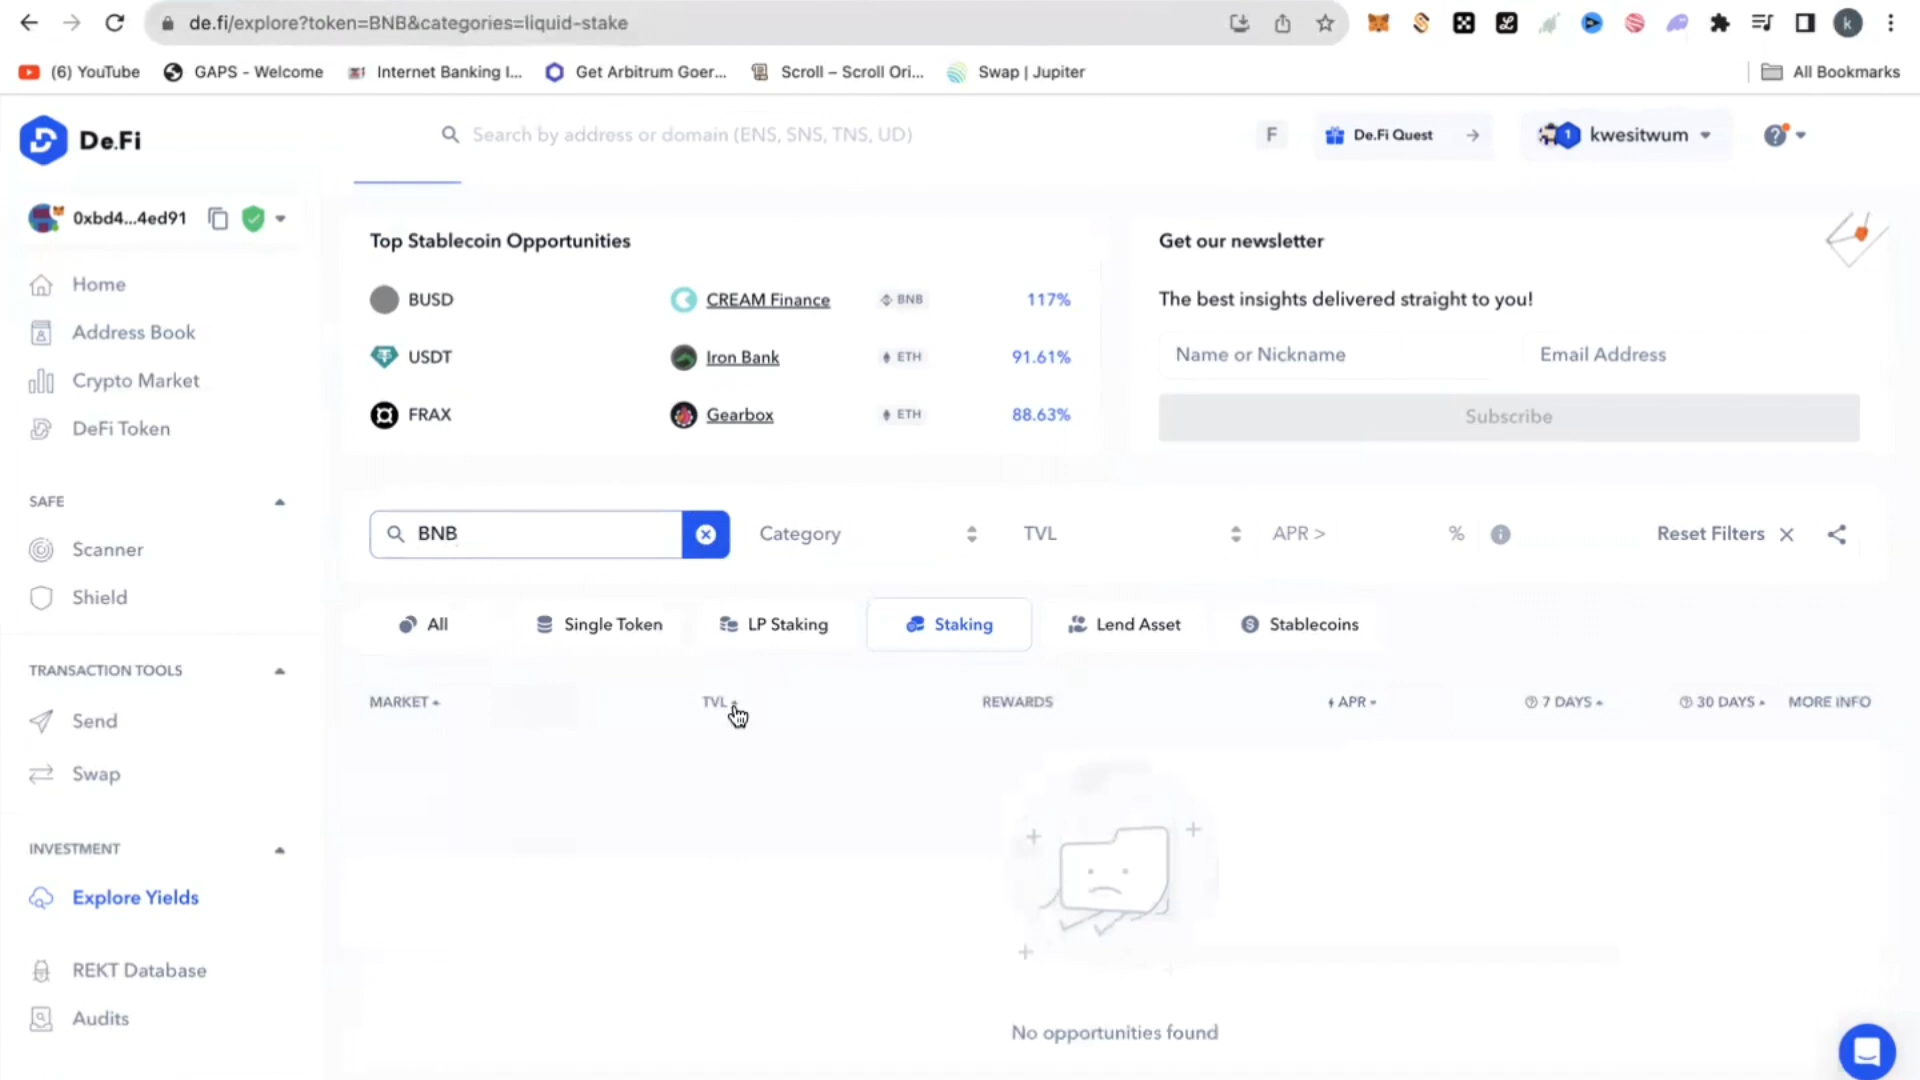 de.fi/explore?token=BNB&categories=liquid-stake
k
(6) YouTube
GAPS - Welcome
Internet Banking I...
Get Arbitrum Goer...
Scroll – Scroll Ori...
Swap | Jupiter
All Bookmarks
De.Fi
Search by address or domain (ENS, SNS, TNS, UD)
F
De.Fi Quest
1
kwesitwum
0xbd4...4ed91
Home
Address Book
Crypto Market
DeFi Token
SAFE
Scanner
Shield
TRANSACTION TOOLS
Send
Swap
INVESTMENT
Explore Yields
REKT Database
Audits
Top Stablecoin Opportunities
BUSD CREAM Finance BNB 117%
USDT Iron Bank ETH 91.61%
FRAX Gearbox ETH 88.63%
Get our newsletter
The best insights delivered straight to you!
Name or Nickname
Email Address
Subscribe
BNB
Category
TVL
APR >
%
Reset Filters
All
Single Token
LP Staking
Staking
Lend Asset
Stablecoins
MARKET TVL REWARDS APR 7 DAYS 30 DAYS MORE INFO
No opportunities found